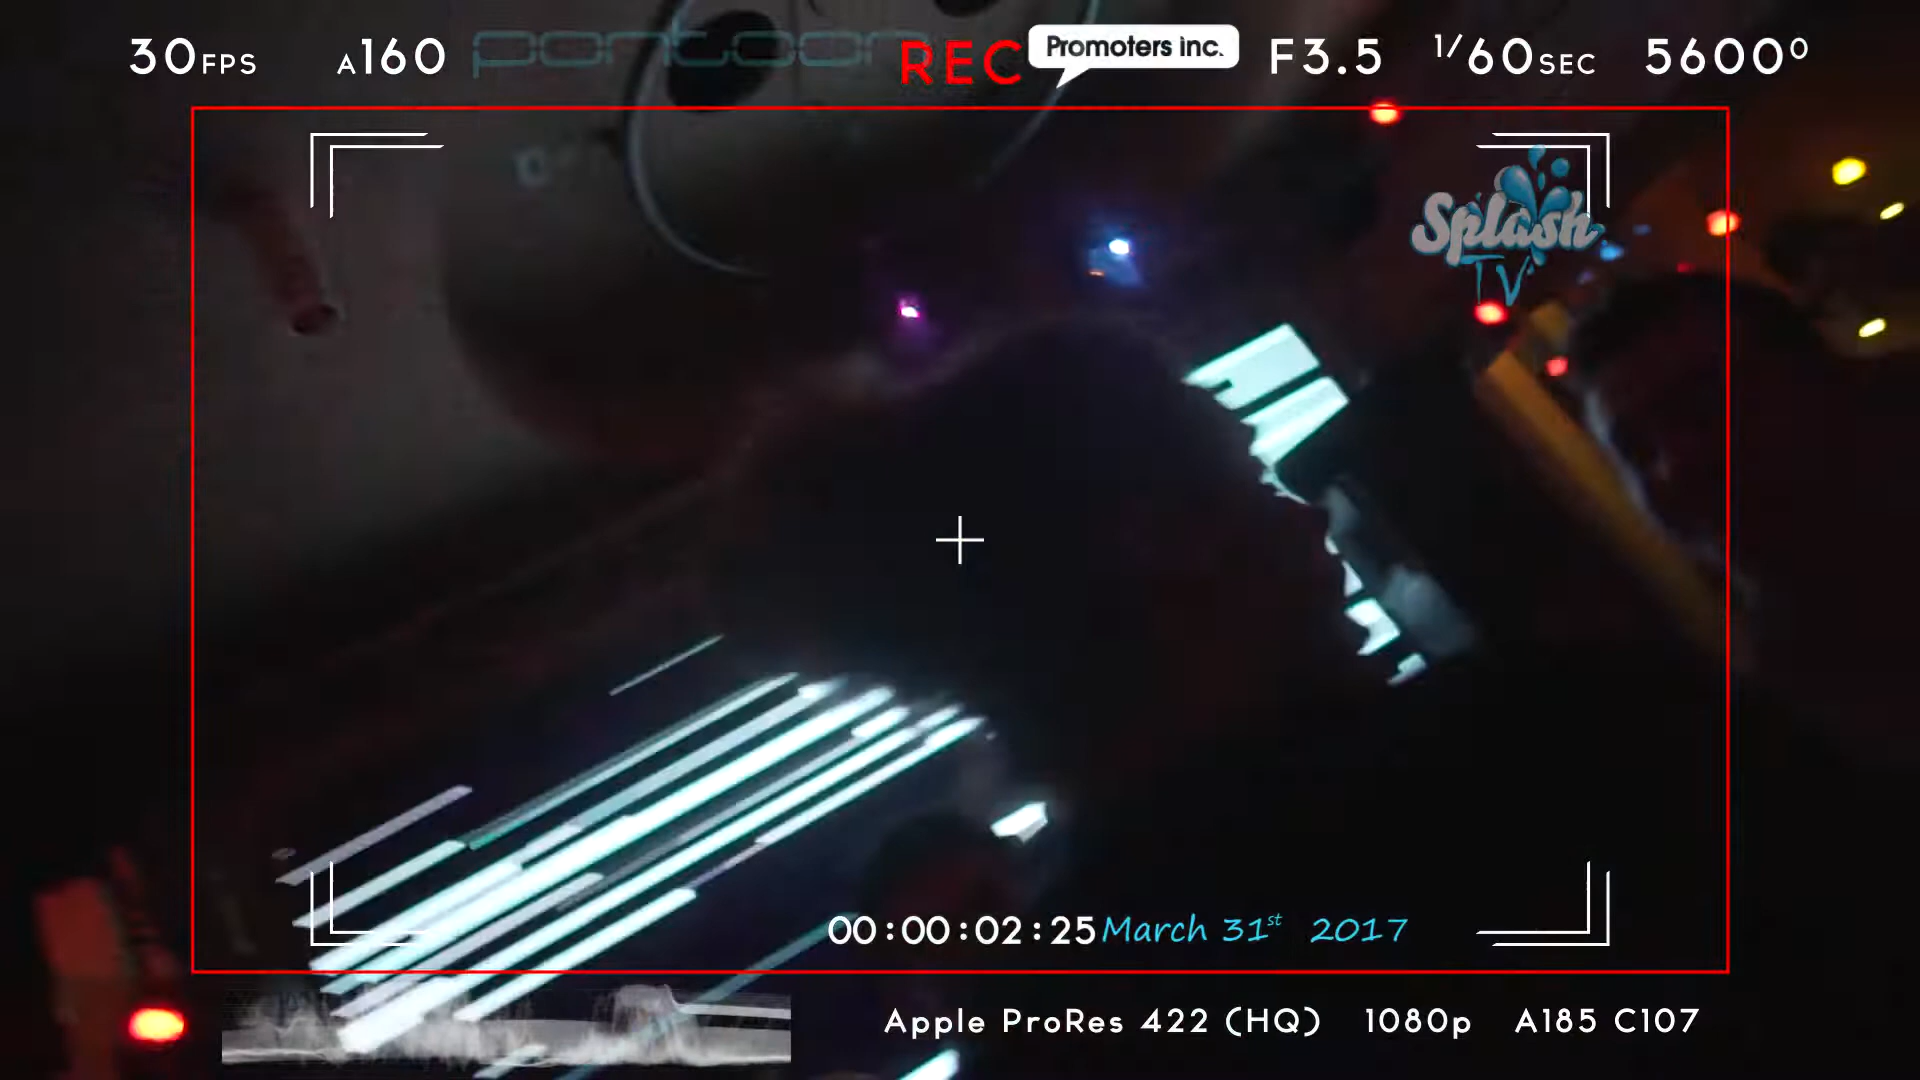 30FPS A160 pontoon REC Promoters inc. F3.5 1/60SEC 5600º
Splash
TV
00:00:02:25 March 31st 2017
Apple ProRes 422 (HQ) 1080p A185 C107